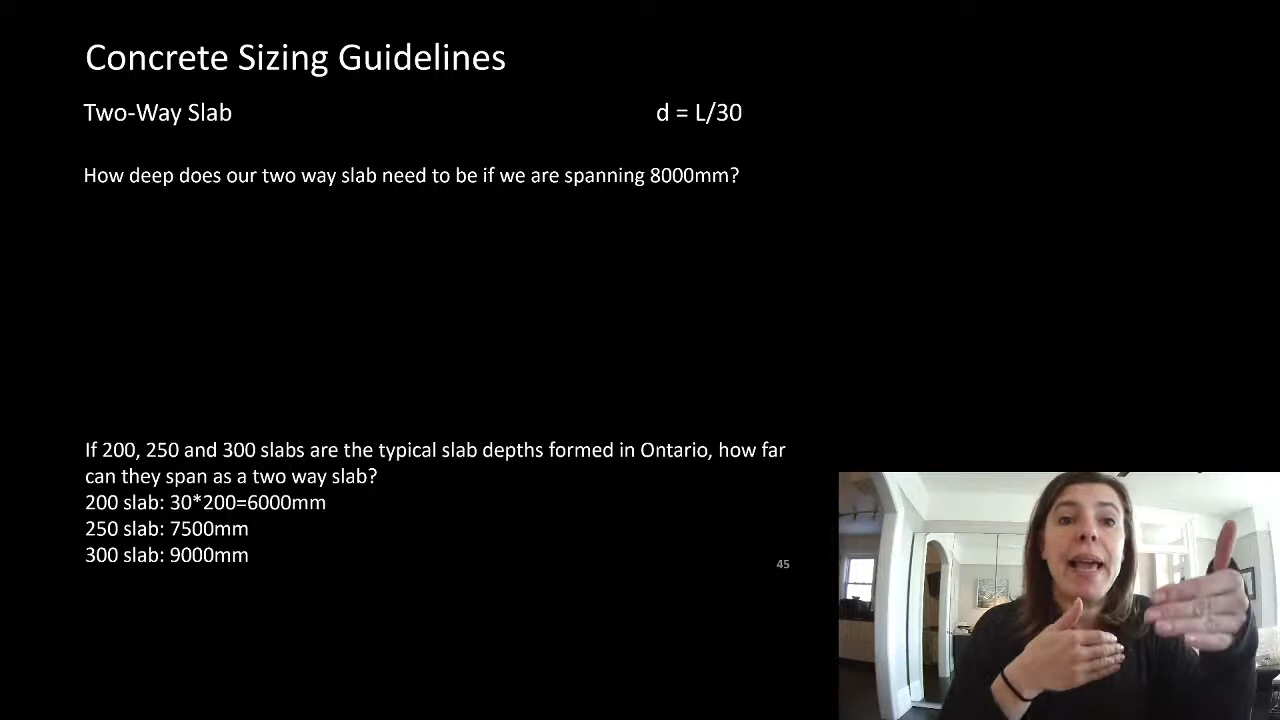 Concrete Sizing Guidelines
Two-Way Slab d = L/30
How deep does our two way slab need to be if we are spanning 8000mm?
If 200, 250 and 300 slabs are the typical slab depths formed in Ontario, how far
can they span as a two way slab?
200 slab: 30*200=6000mm
250 slab: 7500mm
300 slab: 9000mm
45